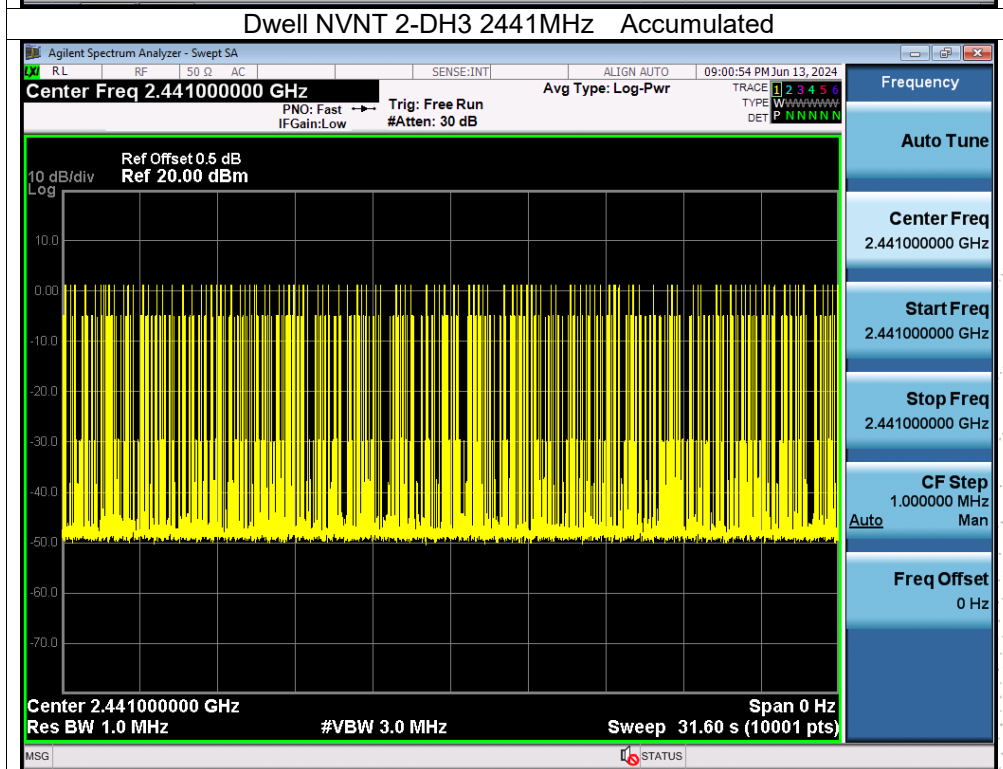 Dwell NVNT 2-DH3 2441MHz Accumulated
Agilent Spectrum Analyzer - Swept SA
LXI RL RF 50 Ω AC SENSE:INT ALIGN AUTO 09:00:54 PM Jun 13, 2024
Center Freq 2.441000000 GHz Avg Type: Log-Pwr TRACE 1 2 3 4 5 6
PNO: Fast Trig: Free Run TYPE WWWWWWW
IFGain:Low #Atten: 30 dB DET P N N N N N
Frequency
Auto Tune
Center Freq
2.441000000 GHz
Start Freq
2.441000000 GHz
Stop Freq
2.441000000 GHz
CF Step
1.000000 MHz
Auto Man
Freq Offset
0 Hz
Ref Offset 0.5 dB
10 dB/div Ref 20.00 dBm
Log
10.0
0.00
-10.0
-20.0
-30.0
-40.0
-50.0
-60.0
-70.0
Center 2.441000000 GHz Span 0 Hz
Res BW 1.0 MHz #VBW 3.0 MHz Sweep 31.60 s (10001 pts)
MSG STATUS